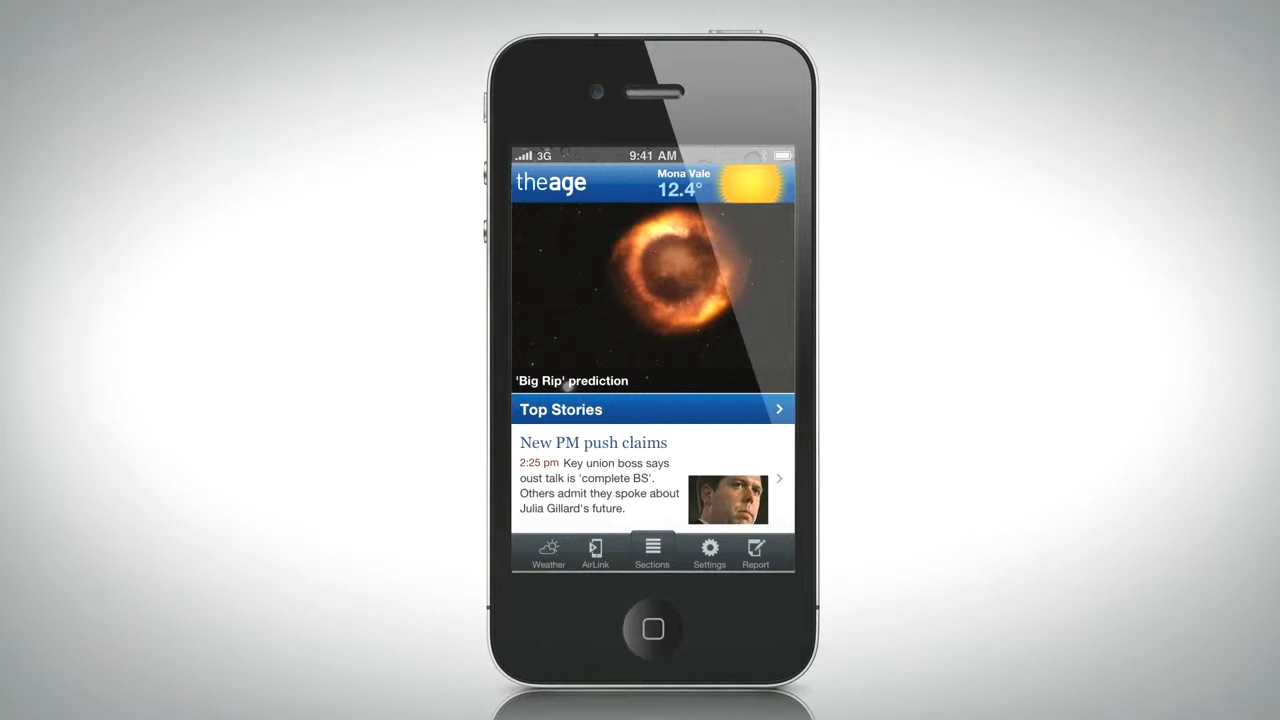 3G 9:41 AM
theage
Mona Vale
12.4°
'Big Rip' prediction
Top Stories
New PM push claims
2:25 pm Key union boss says
oust talk is 'complete BS'.
Others admit they spoke about
Julia Gillard's future.
Weather AirLink Sections Settings Report